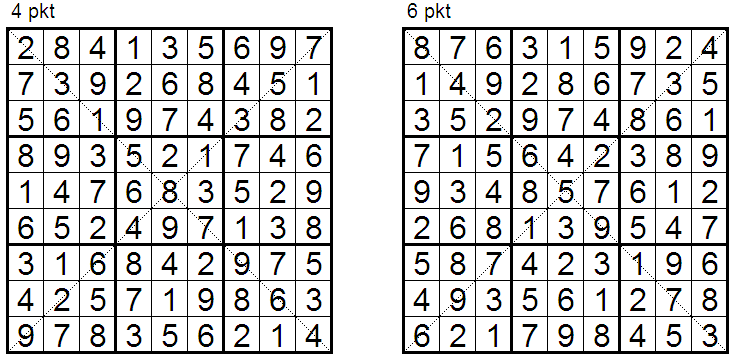 4 pkt
2 8 4 1 3 5 6 9 7
7 3 9 2 6 8 4 5 1
5 6 1 9 7 4 3 8 2
8 9 3 5 2 1 7 4 6
1 4 7 6 8 3 5 2 9
6 5 2 4 9 7 1 3 8
3 1 6 8 4 2 9 7 5
4 2 5 7 1 9 8 6 3
9 7 8 3 5 6 2 1 4
6 pkt
8 7 6 3 1 5 9 2 4
1 4 9 2 8 6 7 3 5
3 5 2 9 7 4 8 6 1
7 1 5 6 4 2 3 8 9
9 3 4 8 5 7 6 1 2
2 6 8 1 3 9 5 4 7
5 8 7 4 2 3 1 9 6
4 9 3 5 6 1 2 7 8
6 2 1 7 9 8 4 5 3